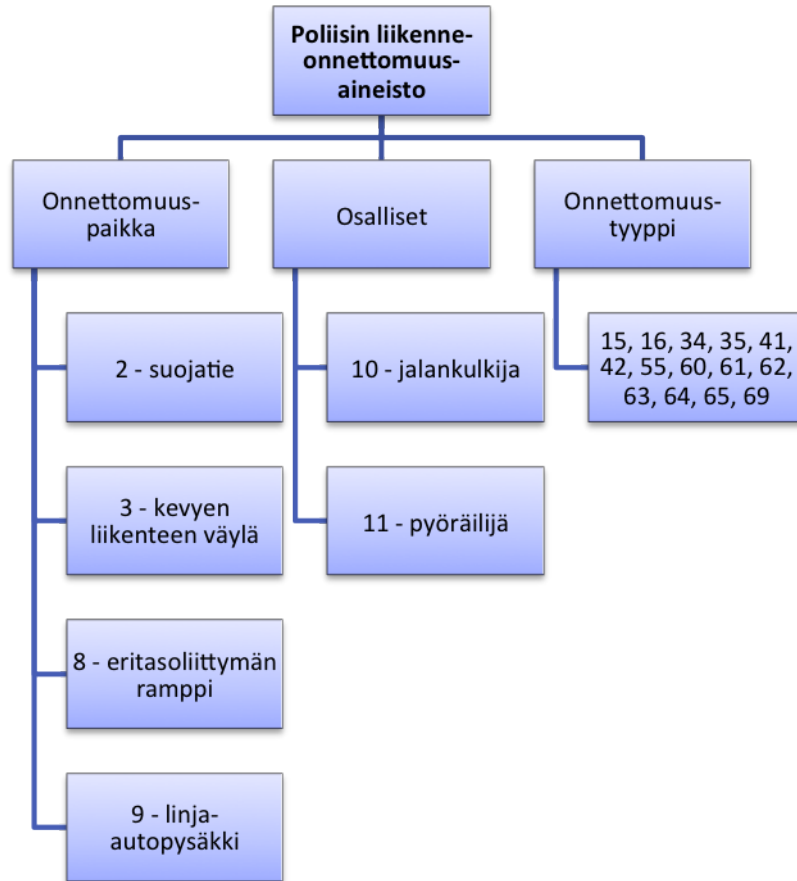 Poliisin liikenne-
onnettomuus-
aineisto
Onnettomuus-
paikka
Osalliset
Onnettomuus-
tyyppi
2 - suojatie
3 - kevyen
liikenteen väylä
8 - eritasoliittymän
ramppi
9 - linja-
autopysäkki
10 - jalankulkija
11 - pyöräilijä
15, 16, 34, 35, 41,
42, 55, 60, 61, 62,
63, 64, 65, 69